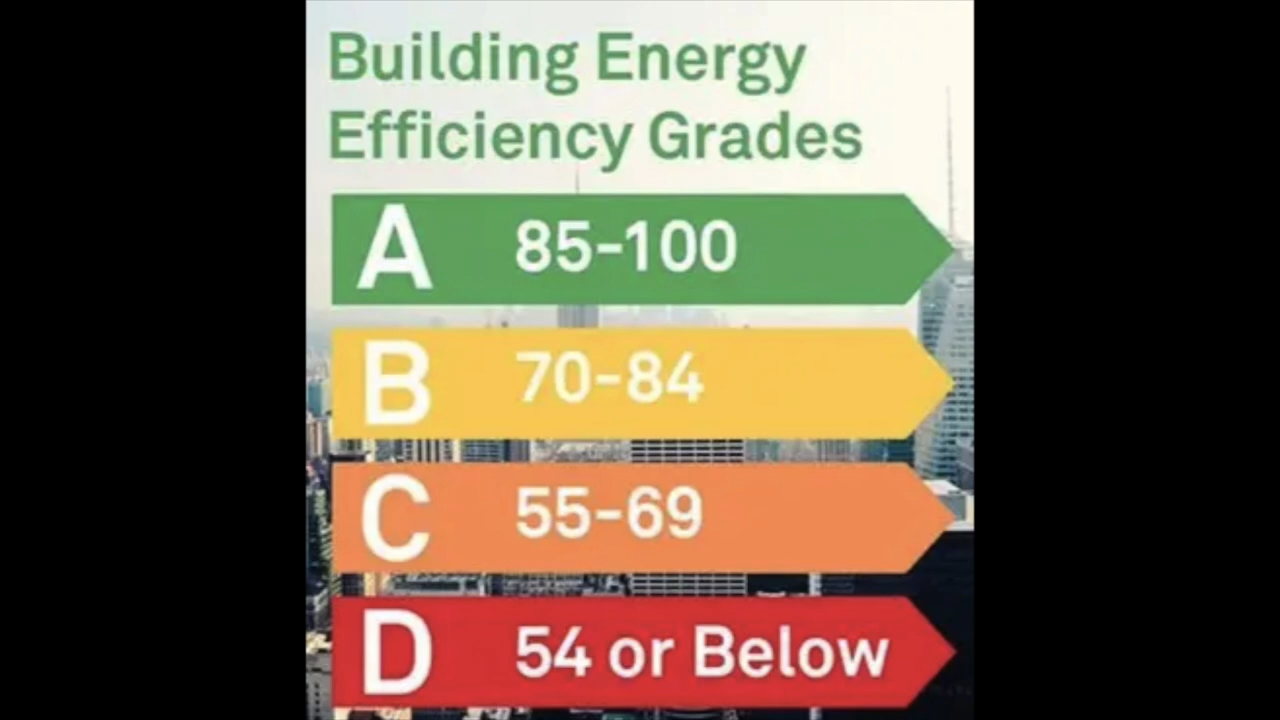 Building Energy
Efficiency Grades
A 85-100
B 70-84
C 55-69
D 54 or Below